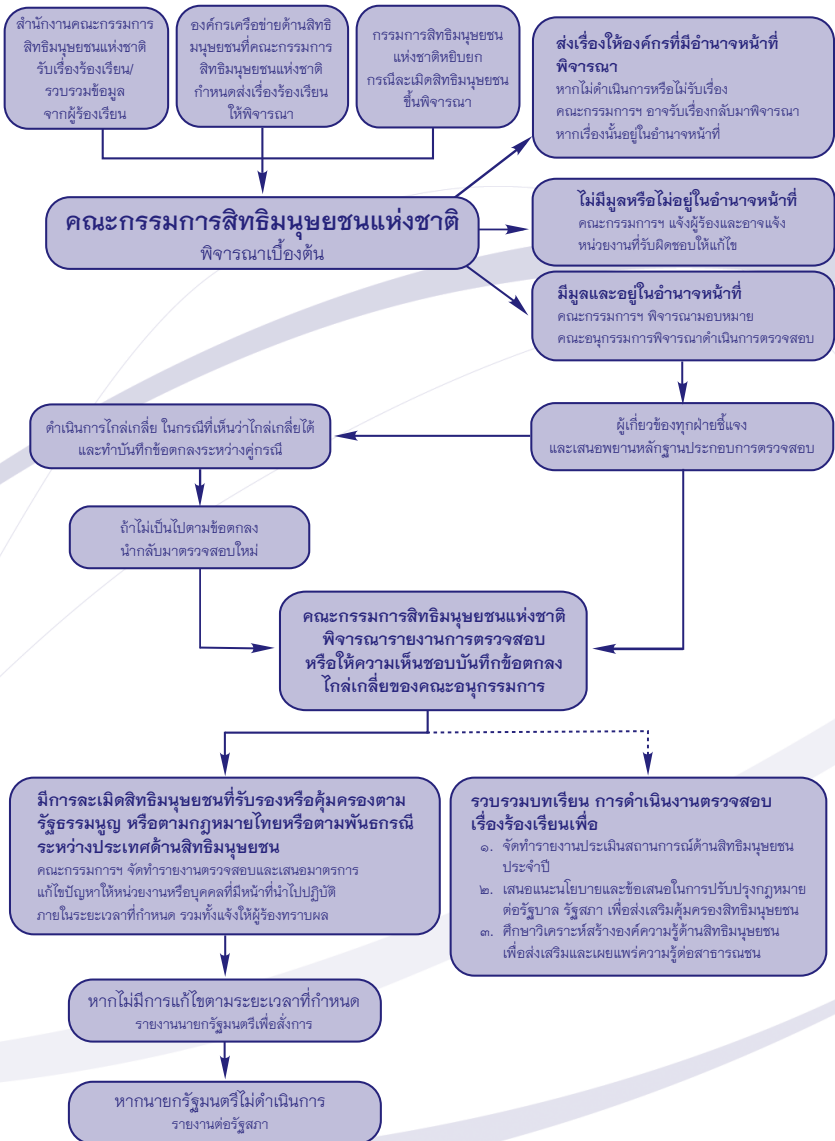 สำนักงานคณะกรรมการ
สิทธิมนุษยชนแห่งชาติ
รับเรื่องร้องเรียน/
รวบรวมข้อมูล
จากผู้ร้องเรียน
องค์กรเครือข่ายด้านสิทธิ
มนุษยชนที่คณะกรรมการ
สิทธิมนุษยชนแห่งชาติ
กำหนดส่งเรื่องร้องเรียน
ให้พิจารณา
กรรมการสิทธิมนุษยชน
แห่งชาติหยิบยก
กรณีละเมิดสิทธิมนุษยชน
ขึ้นพิจารณา
ส่งเรื่องให้องค์กรที่มีอำนาจหน้าที่
พิจารณา
หากไม่ดำเนินการหรือไม่รับเรื่อง
คณะกรรมการฯ อาจรับเรื่องกลับมาพิจารณา
หากเรื่องนั้นอยู่ในอำนาจหน้าที่
คณะกรรมการสิทธิมนุษยชนแห่งชาติ
พิจารณาเบื้องต้น
ไม่มีมูลหรือไม่อยู่ในอำนาจหน้าที่
คณะกรรมการฯ แจ้งผู้ร้องและอาจแจ้ง
หน่วยงานที่รับผิดชอบให้แก้ไข
มีมูลและอยู่ในอำนาจหน้าที่
คณะกรรมการฯ พิจารณามอบหมาย
คณะอนุกรรมการพิจารณาดำเนินการตรวจสอบ
ผู้เกี่ยวข้องทุกฝ่ายชี้แจง
และเสนอพยานหลักฐานประกอบการตรวจสอบ
ดำเนินการไกล่เกลี่ย ในกรณีที่เห็นว่าไกล่เกลี่ยได้
และทำบันทึกข้อตกลงระหว่างคู่กรณี
ถ้าไม่เป็นไปตามข้อตกลง
นำกลับมาตรวจสอบใหม่
คณะกรรมการสิทธิมนุษยชนแห่งชาติ
พิจารณารายงานการตรวจสอบ
หรือให้ความเห็นชอบบันทึกข้อตกลง
ไกล่เกลี่ยของคณะอนุกรรมการ
มีการละเมิดสิทธิมนุษยชนที่รับรองหรือคุ้มครองตาม
รัฐธรรมนูญ หรือตามกฎหมายไทยหรือตามพันธกรณี
ระหว่างประเทศด้านสิทธิมนุษยชน
คณะกรรมการฯ จัดทำรายงานตรวจสอบและเสนอมาตรการ
แก้ไขปัญหาให้หน่วยงานหรือบุคคลที่มีหน้าที่นำไปปฏิบัติ
ภายในระยะเวลาที่กำหนด รวมทั้งแจ้งให้ผู้ร้องทราบผล
รวบรวมบทเรียน การดำเนินงานตรวจสอบ
เรื่องร้องเรียนเพื่อ
๑. จัดทำรายงานประเมินสถานการณ์ด้านสิทธิมนุษยชน
ประจำปี
๒. เสนอแนะนโยบายและข้อเสนอในการปรับปรุงกฎหมาย
ต่อรัฐบาล รัฐสภา เพื่อส่งเสริมคุ้มครองสิทธิมนุษยชน
๓. ศึกษาวิเคราะห์สร้างองค์ความรู้ด้านสิทธิมนุษยชน
เพื่อส่งเสริมและเผยแพร่ความรู้ต่อสาธารณชน
หากไม่มีการแก้ไขตามระยะเวลาที่กำหนด
รายงานนายกรัฐมนตรีเพื่อสั่งการ
หากนายกรัฐมนตรีไม่ดำเนินการ
รายงานต่อรัฐสภา